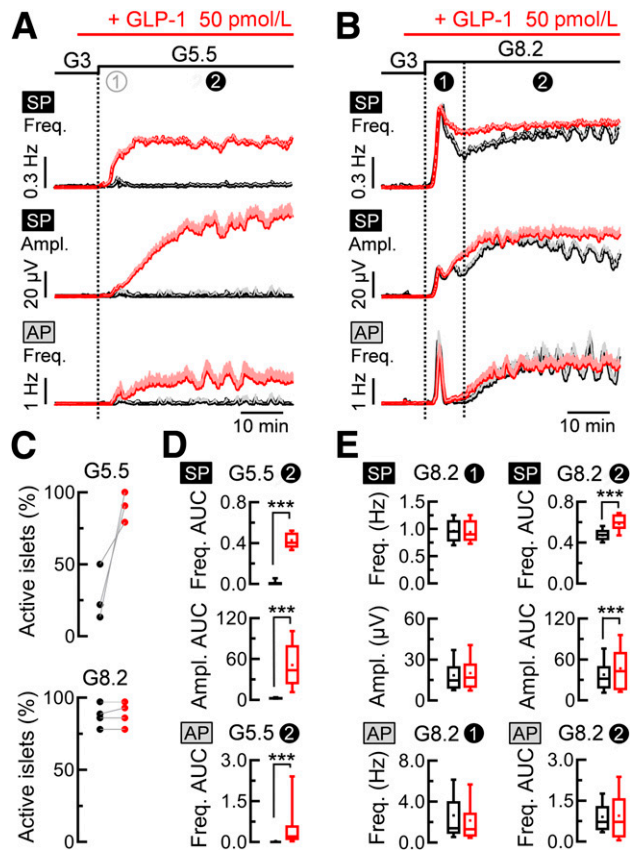 A
+ GLP-1 50 pmol/L
G3
G5.5
1
2
SP
Freq.
0.3 Hz
SP
Ampl.
20 µV
AP
Freq.
1 Hz
10 min
B
+ GLP-1 50 pmol/L
G3
G8.2
1
2
SP
Freq.
0.3 Hz
SP
Ampl.
20 µV
AP
Freq.
1 Hz
10 min
C
G5.5
Active islets (%)
100
50
0
G8.2
Active islets (%)
100
50
0
D
SP G5.5 2
Freq. AUC
0.8
0.4
0.0
***
Ampl. AUC
120
60
0
***
AP G5.5 2
Freq. AUC
3.0
1.5
0.0
***
E
SP G8.2 1
Freq. (Hz)
1.5
1.0
0.5
0.0
Ampl. (µV)
60
30
0
AP G8.2 1
Freq. (Hz)
7.2
4.8
2.4
0.0
SP G8.2 2
Freq. AUC
0.8
0.4
0.0
***
Ampl. AUC
120
60
0
***
AP G8.2 2
Freq. AUC
3.0
1.5
0.0